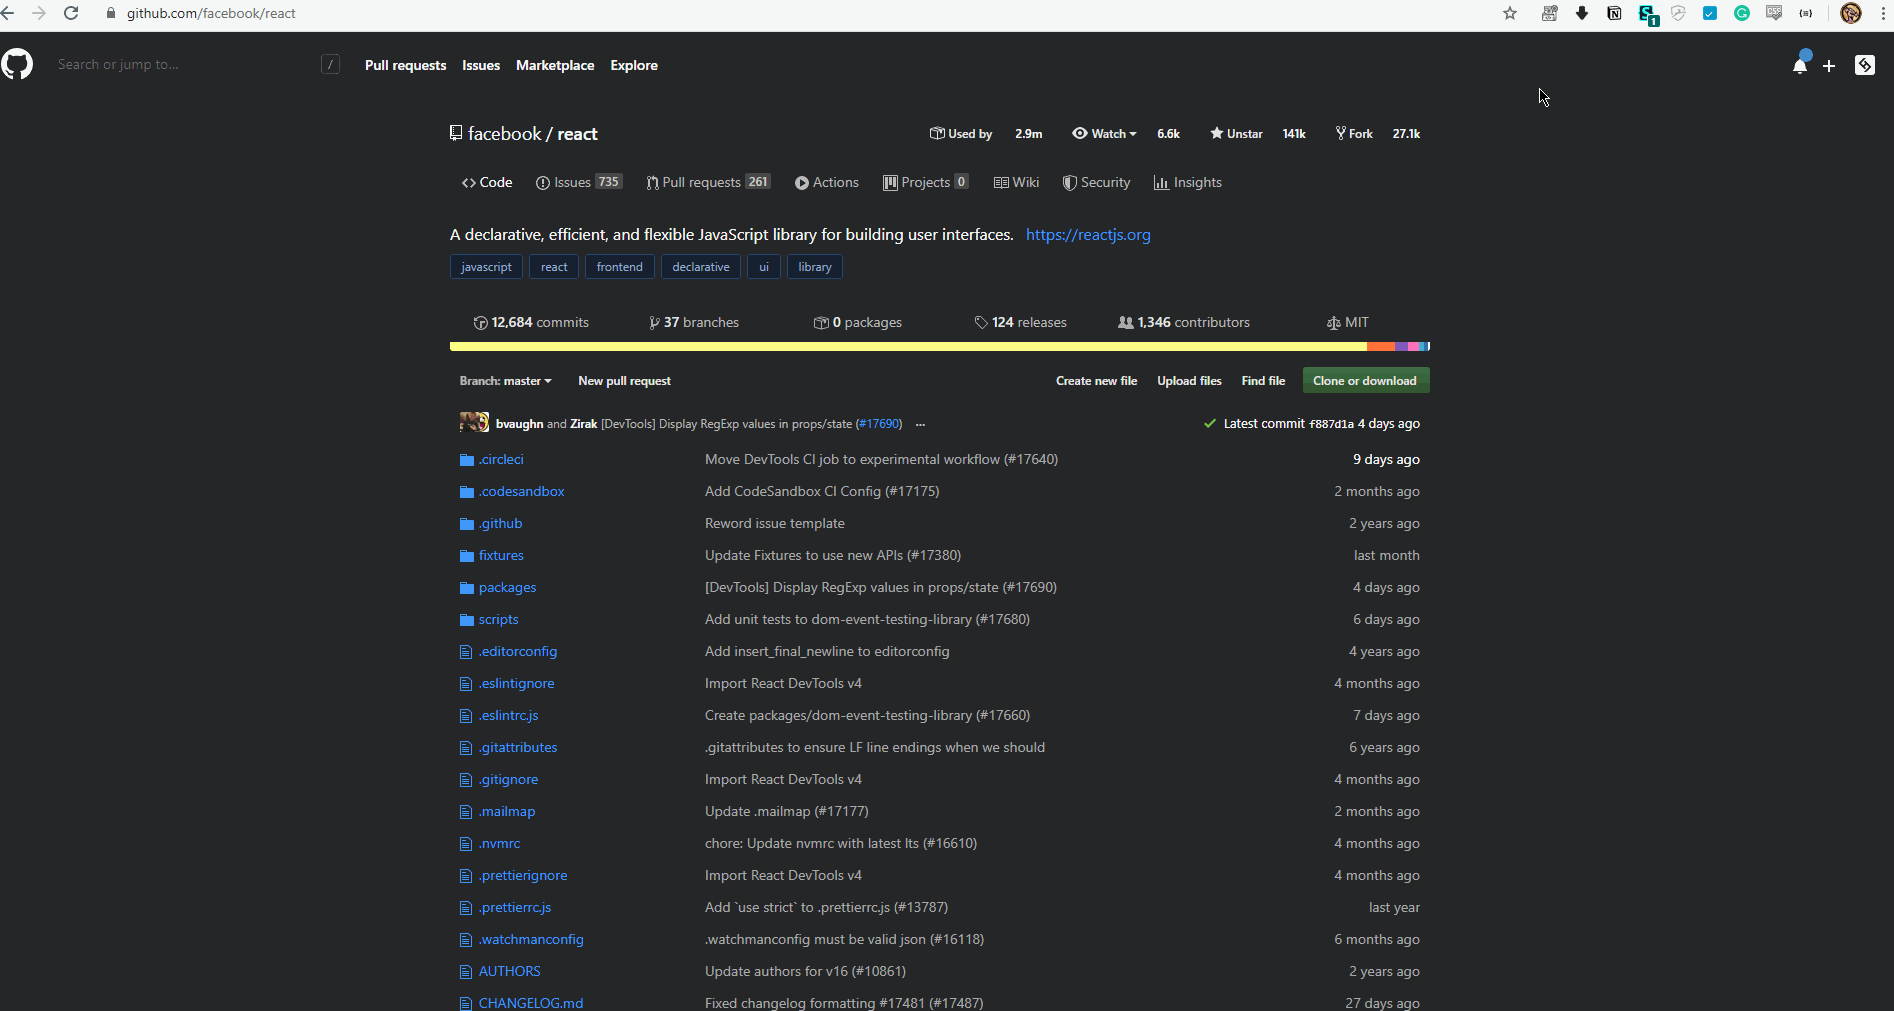 github.com/facebook/react
1
Search or jump to... / Pull requests Issues Marketplace Explore
facebook / react Used by 2.9m Watch 6.6k Unstar 141k Fork 27.1k
Code Issues 735 Pull requests 261 Actions Projects 0 Wiki Security Insights
A declarative, efficient, and flexible JavaScript library for building user interfaces. https://reactjs.org
javascript react frontend declarative ui library
12,684 commits 37 branches 0 packages 124 releases 1,346 contributors MIT
Branch: master New pull request Create new file Upload files Find file Clone or download
bvaughn and Zirak [DevTools] Display RegExp values in props/state (#17690) ... Latest commit f887d1a 4 days ago
.circleci Move DevTools CI job to experimental workflow (#17640) 9 days ago
.codesandbox Add CodeSandbox CI Config (#17175) 2 months ago
.github Reword issue template 2 years ago
fixtures Update Fixtures to use new APIs (#17380) last month
packages [DevTools] Display RegExp values in props/state (#17690) 4 days ago
scripts Add unit tests to dom-event-testing-library (#17680) 6 days ago
.editorconfig Add insert_final_newline to editorconfig 4 years ago
.eslintignore Import React DevTools v4 4 months ago
.eslintrc.js Create packages/dom-event-testing-library (#17660) 7 days ago
.gitattributes .gitattributes to ensure LF line endings when we should 6 years ago
.gitignore Import React DevTools v4 4 months ago
.mailmap Update .mailmap (#17177) 2 months ago
.nvmrc chore: Update nvmrc with latest lts (#16610) 4 months ago
.prettierignore Import React DevTools v4 4 months ago
.prettierrc.js Add `use strict` to .prettierrc.js (#13787) last year
.watchmanconfig .watchmanconfig must be valid json (#16118) 6 months ago
AUTHORS Update authors for v16 (#10861) 2 years ago
CHANGELOG.md Fixed changelog formatting #17481 (#17487) 27 days ago